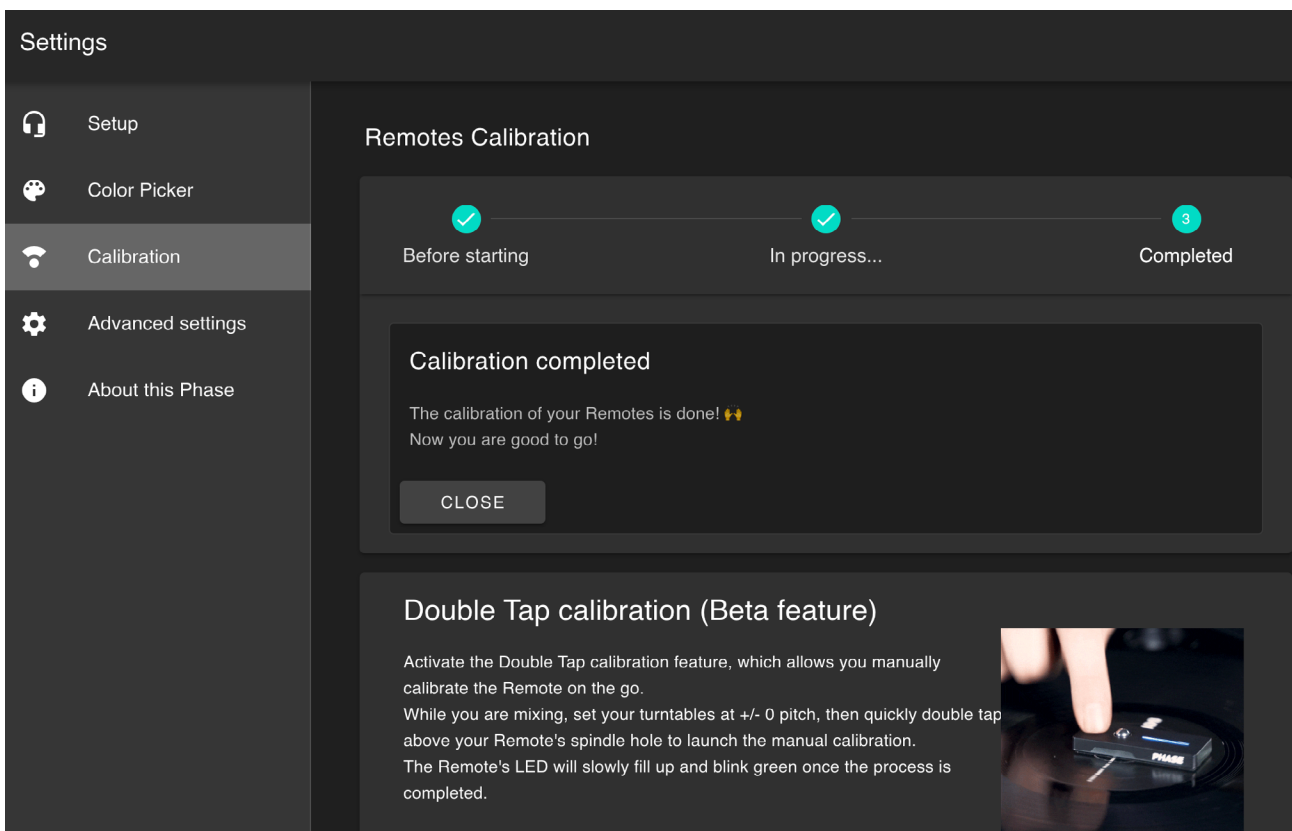 Settings
Setup
Color Picker
Calibration
Advanced settings
About this Phase
Remotes Calibration
3
Before starting
In progress...
Completed
Calibration completed
The calibration of your Remotes is done! 🙌
Now you are good to go!
CLOSE
Double Tap calibration (Beta feature)
Activate the Double Tap calibration feature, which allows you manually
calibrate the Remote on the go.
While you are mixing, set your turntables at +/- 0 pitch, then quickly double tap
above your Remote's spindle hole to launch the manual calibration.
The Remote's LED will slowly fill up and blink green once the process is
completed.
PHASE